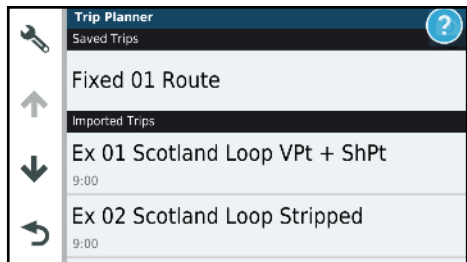 Trip Planner
?
Saved Trips
Fixed 01 Route
Imported Trips
Ex 01 Scotland Loop VPt + ShPt
9:00
Ex 02 Scotland Loop Stripped
9:00